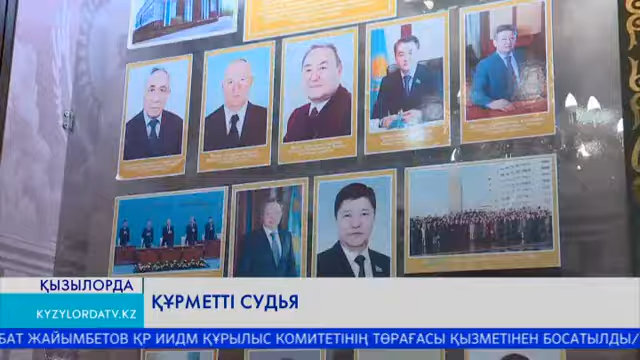 ҚЫЗЫЛОРДА
KYZYLORDATV.KZ
ҚҰРМЕТТІ СУДЬЯ
БАТ ЖАЙЫМБЕТОВ ҚР ИИДМ ҚҰРЫЛЫС КОМИТЕТІНІҢ ТӨРАҒАСЫ ҚЫЗМЕТІНЕН БОСАТЫЛДЫ/